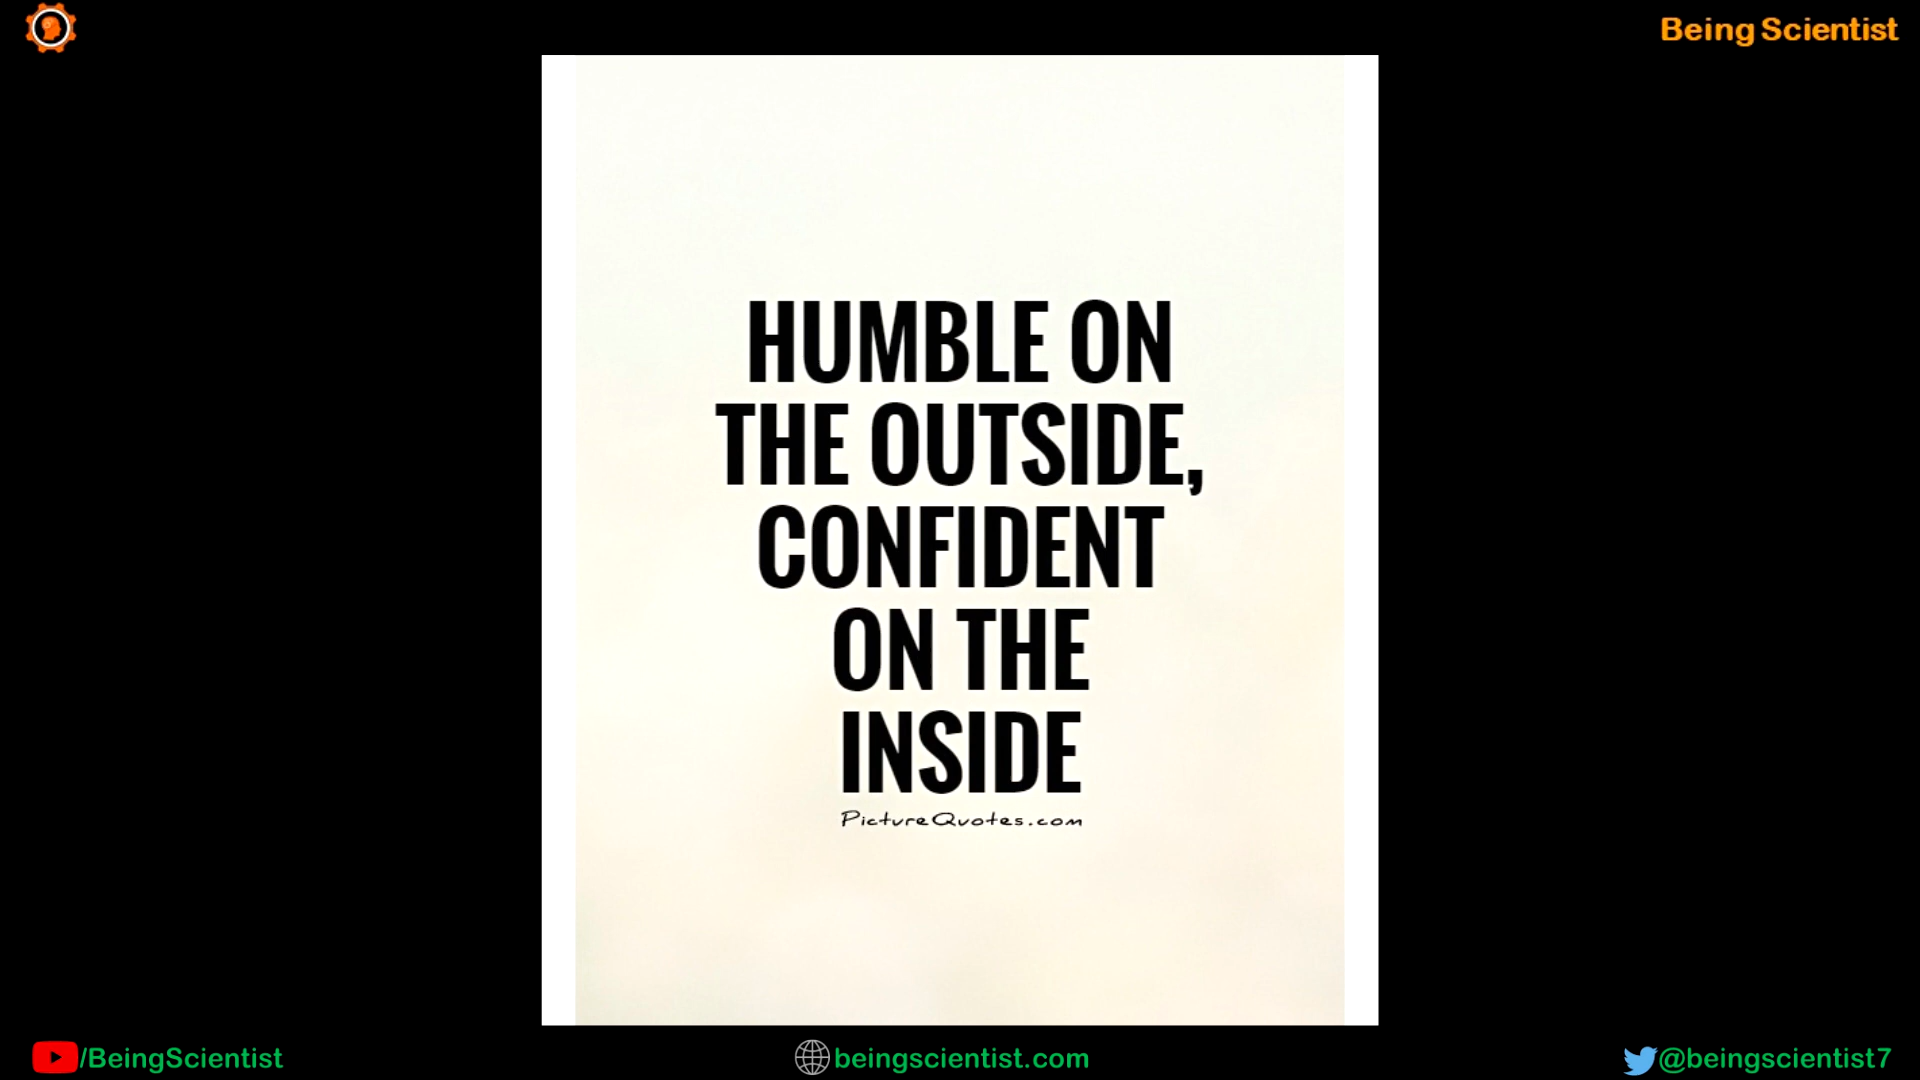 Being Scientist
HUMBLE ON
THE OUTSIDE,
CONFIDENT
ON THE
INSIDE
PictureQuotes.com
/BeingScientist
beingscientist.com
@beingscientist7